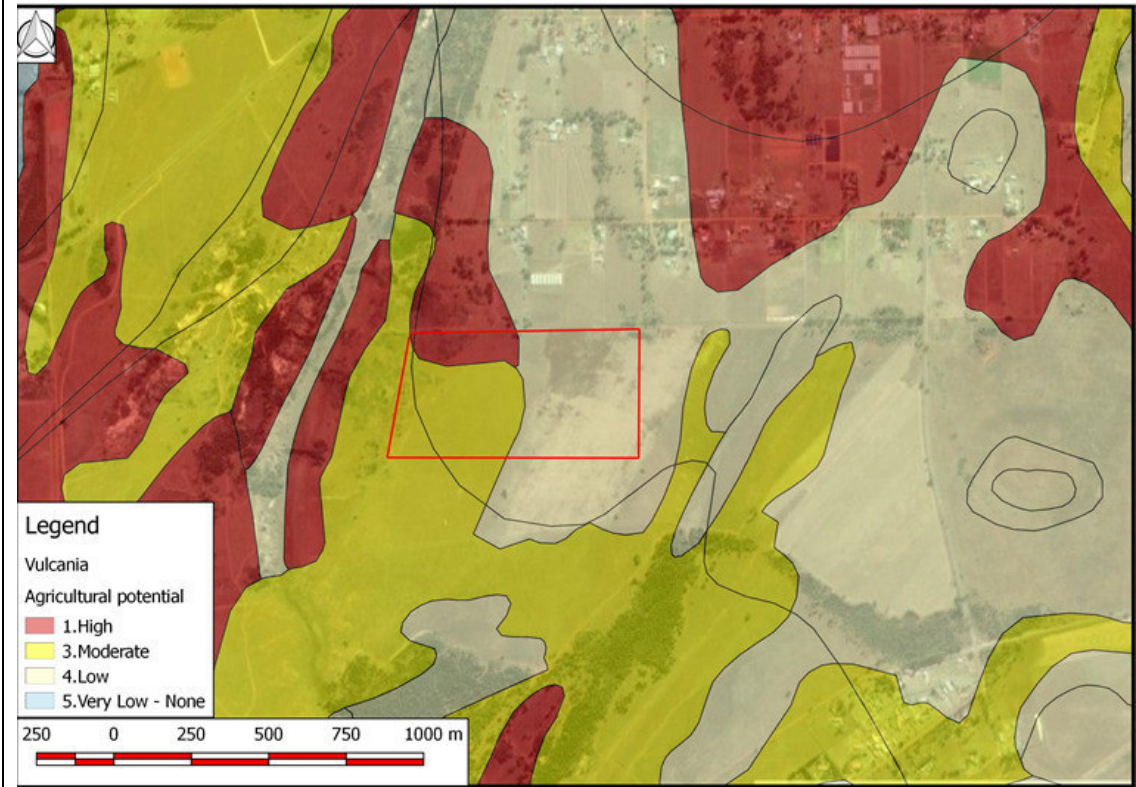 Legend
Vulcania
Agricultural potential
1.High
3.Moderate
4.Low
5.Very Low - None
250 0 250 500 750 1000 m